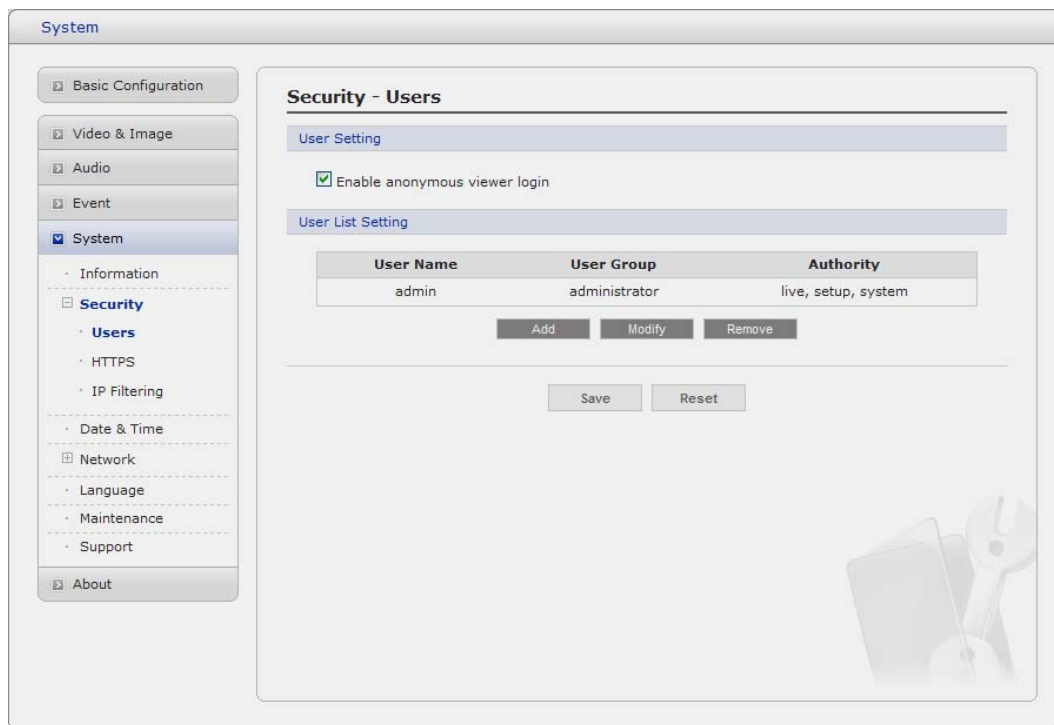 System
Basic Configuration
Video & Image
Audio
Event
System
Information
Security
Users
HTTPS
IP Filtering
Date & Time
Network
Language
Maintenance
Support
About
Security - Users
User Setting
Enable anonymous viewer login
User List Setting
User Name User Group Authority
admin administrator live, setup, system
Add Modify Remove
Save Reset